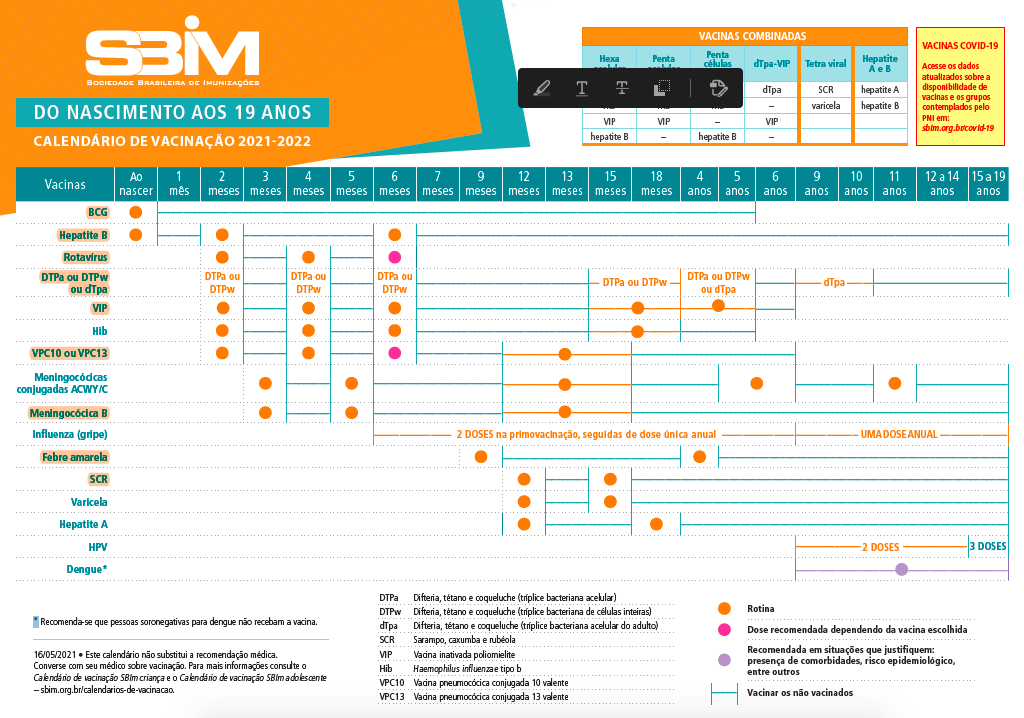 SBIM
SOCIEDADE BRASILEIRA DE IMUNIZAÇÕES
DO NASCIMENTO AOS 19 ANOS
CALENDÁRIO DE VACINAÇÃO 2021-2022
VACINAS COMBINADAS
Hexa Penta Penta células dTpa-VIP Tetra viral Hepatite A e B
dTpa SCR hepatite A
– varicela hepatite B
VIP VIP VIP
hepatite B – hepatite B –
VACINAS COVID-19
Acesse os dados
atualizados sobre a
disponibilidade de
vacinas e os grupos
contemplados pelo
PNI em:
sbim.org.br/covid-19
Vacinas Ao nascer 1 mês 2 meses 3 meses 4 meses 5 meses 6 meses 7 meses 9 meses 12 meses 13 meses 15 meses 18 meses 4 anos 5 anos 6 anos 9 anos 10 anos 11 anos 12 a 14 anos 15 a 19 anos
BCG
Hepatite B
Rotavírus
DTPa ou DTPw
ou dTpa
DTPa ou DTPw DTPa ou DTPw DTPa ou DTPw DTPa ou DTPw DTPa ou DTPw ou dTpa dTpa
VIP
Hib
VPC10 ou VPC13
Meningocócicas
conjugadas ACWY/C
Meningocócica B
Influenza (gripe) 2 DOSES na primovacinação, seguidas de dose única anual UMA DOSE ANUAL
Febre amarela
SCR
Varicela
Hepatite A
HPV 2 DOSES 3 DOSES
Dengue*
* Recomenda-se que pessoas soronegativas para dengue não recebam a vacina.
16/05/2021 • Este calendário não substitui a recomendação médica.
Converse com seu médico sobre vacinação. Para mais informações consulte o
Calendário de vacinação SBIm criança e o Calendário de vacinação SBIm adolescente
– sbim.org.br/calendarios-de-vacinacao.
DTPa Difteria, tétano e coqueluche (tríplice bacteriana acelular)
DTPw Difteria, tétano e coqueluche (tríplice bacteriana de células inteiras)
dTpa Difteria, tétano e coqueluche (tríplice bacteriana acelular do adulto)
SCR Sarampo, caxumba e rubéola
VIP Vacina inativada poliomielite
Hib Haemophilus influenzae tipo b
VPC10 Vacina pneumocócica conjugada 10 valente
VPC13 Vacina pneumocócica conjugada 13 valente
Rotina
Dose recomendada dependendo da vacina escolhida
Recomendada em situações que justifiquem:
presença de comorbidades, risco epidemiológico,
entre outros
Vacinar os não vacinados